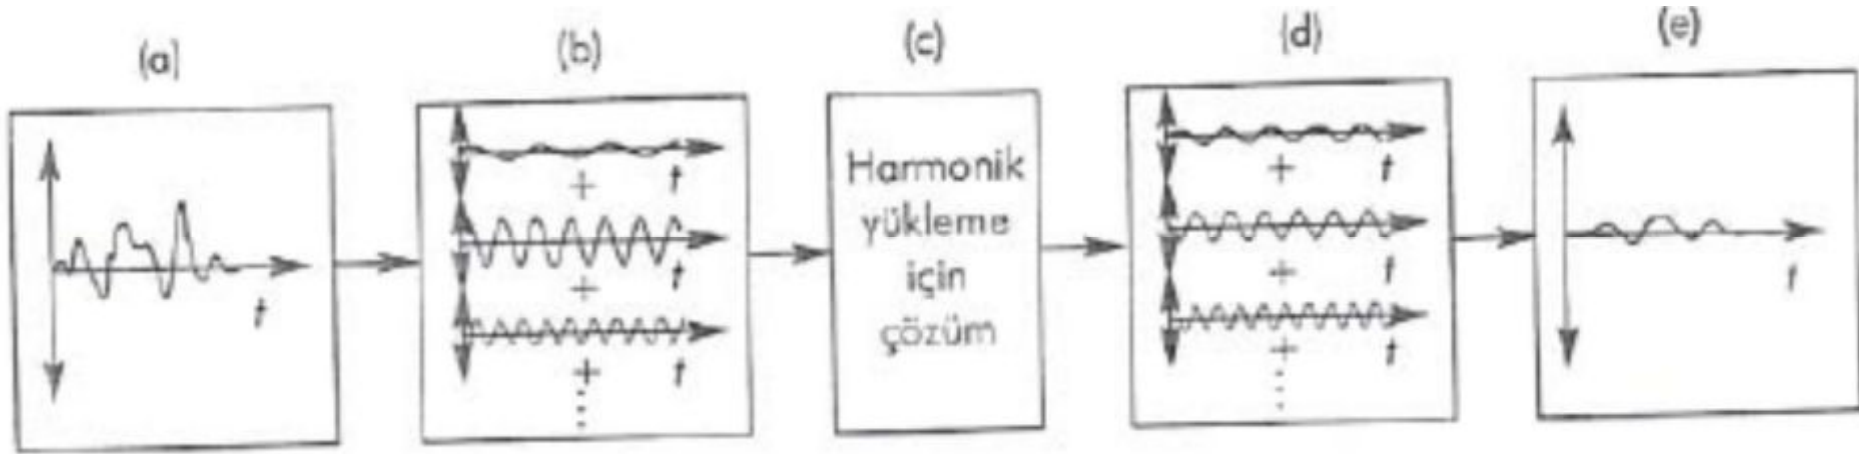 (a)
(b)
(c)
(d)
(e)
t
t
+
t
+
t
+
Harmonik
yükleme
için
çözüm
t
+
t
+
t
+
t